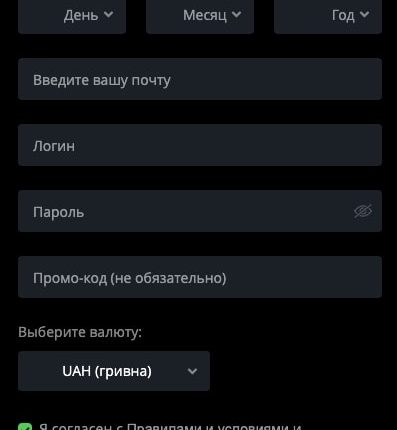 День
Месяц
Год
Введите вашу почту
Логин
Пароль
Промо-код (не обязательно)
Выберите валюту:
UAH (гривна)
Я согласен с Правилами и условиями и